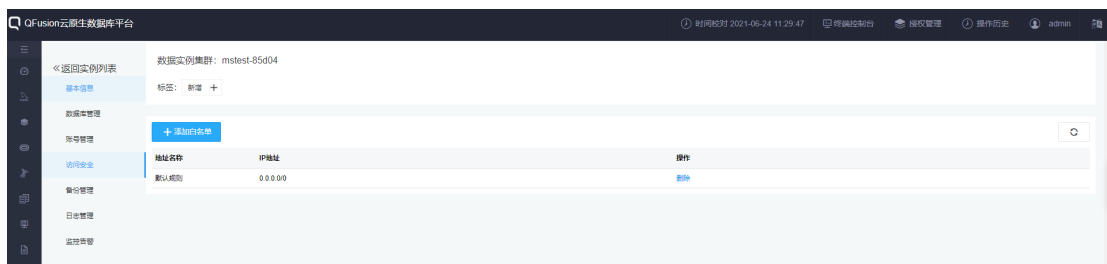 QFusion云原生数据库平台
时间校对 2021-06-24 11:29:47 终端控制台 授权管理 操作历史 admin
«返回实例列表
基本信息
数据库管理
账号管理
访问安全
备份管理
日志管理
监控告警
数据实例集群: mstest-85d04
标签: 新增 +
+ 添加白名单
地址名称 IP地址 操作
默认规则 0.0.0.0/0 删除